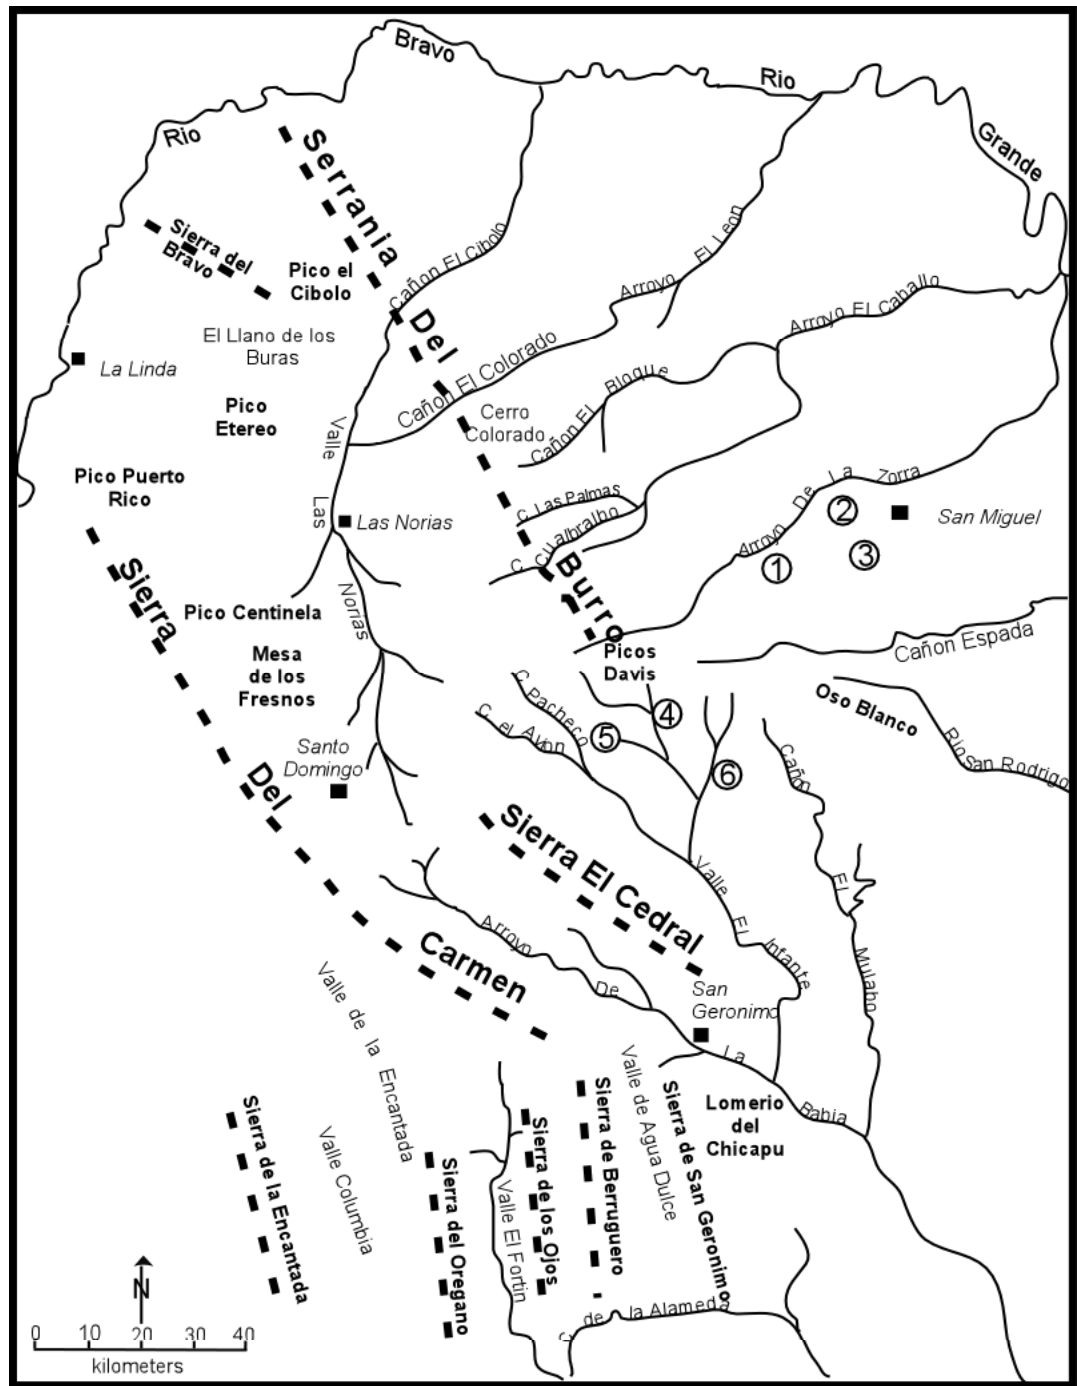 Bravo
Rio
Rio
Grande
Serrania
Del
Burro
Sierra del
Bravo
Pico el
Cibolo
Cañon El Cibolo
Arroyo El Leon
El Llano de los
Buras
La Linda
Arroyo El Caballo
Cañon El Colorado
Pico
Etereo
Cerro
Colorado
Cañon El Bloque
Valle
Las
Norias
Pico Puerto
Rico
C. Las Palmas
Las Norias
C. Cualbralbo
Arroyo De La Zorra
San Miguel
1
2
3
Sierra
Del
Carmen
Pico Centinela
Mesa
de los
Fresnos
Picos
Davis
Cañon Espada
Oso Blanco
Rio San Rodrigo
C. Pacheco
C. el Avion
4
5
6
Santo
Domingo
Cañon El Mulabo
Sierra El Cedral
Valle El Infante
Arroyo De La Babia
San
Geronimo
Valle de la Encantada
Valle de Agua Dulce
Lomerio
del
Chicapu
Sierra de la Encantada
Valle Columbia
Sierra del Oregano
Valle El Fortin
Sierra de los Ojos
Sierra de Berruguero
Sierra de San Geronimo
C. de la Alameda
N
0 10 20 30 40
kilometers